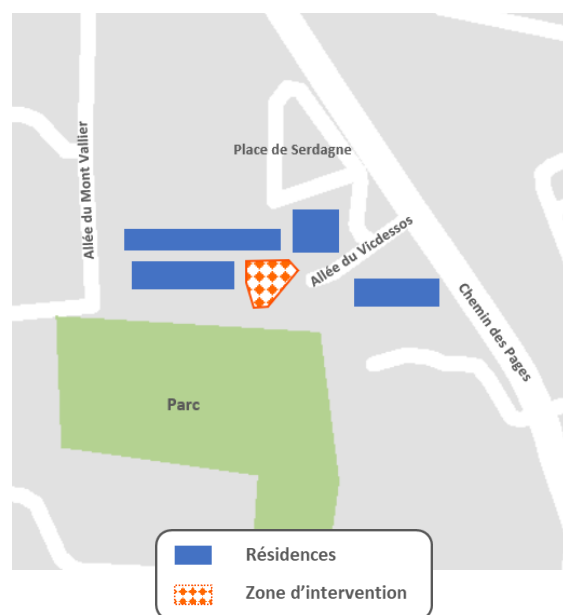 Place de Serdagne
Allée du Mont Vallier
Allée du Vicdessos
Chemin des Pages
Parc
Résidences
Zone d'intervention